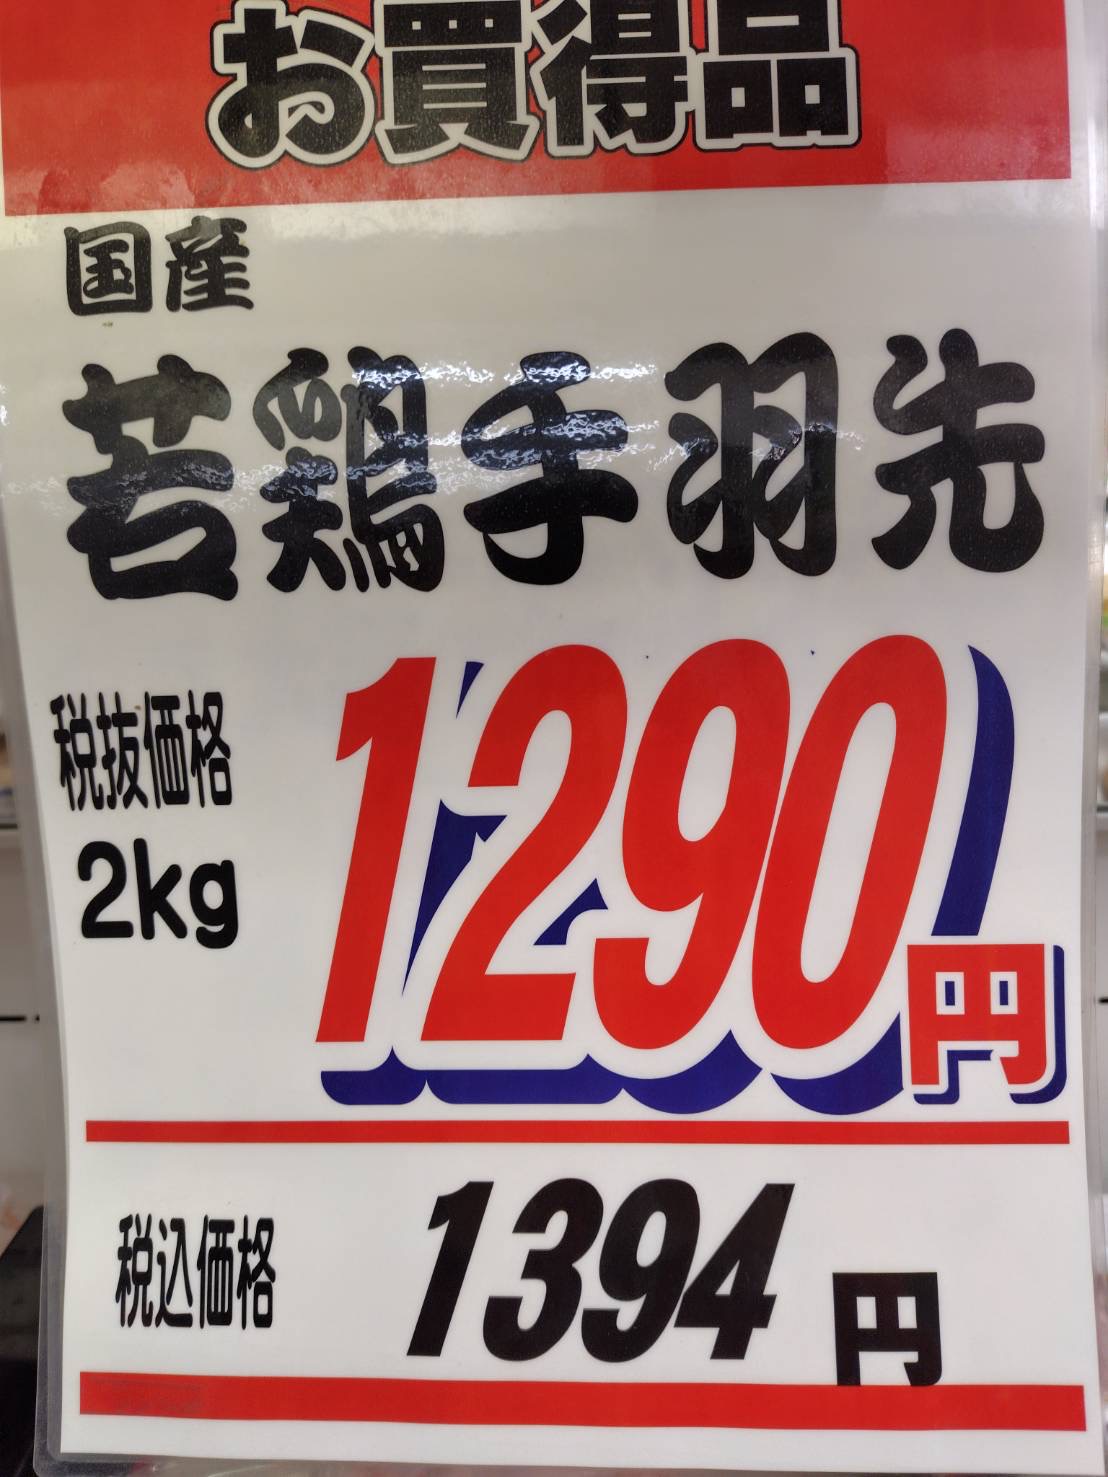 お買得品
国産
若鶏手羽先
税抜価格
2kg
1290円
税込価格
1394円